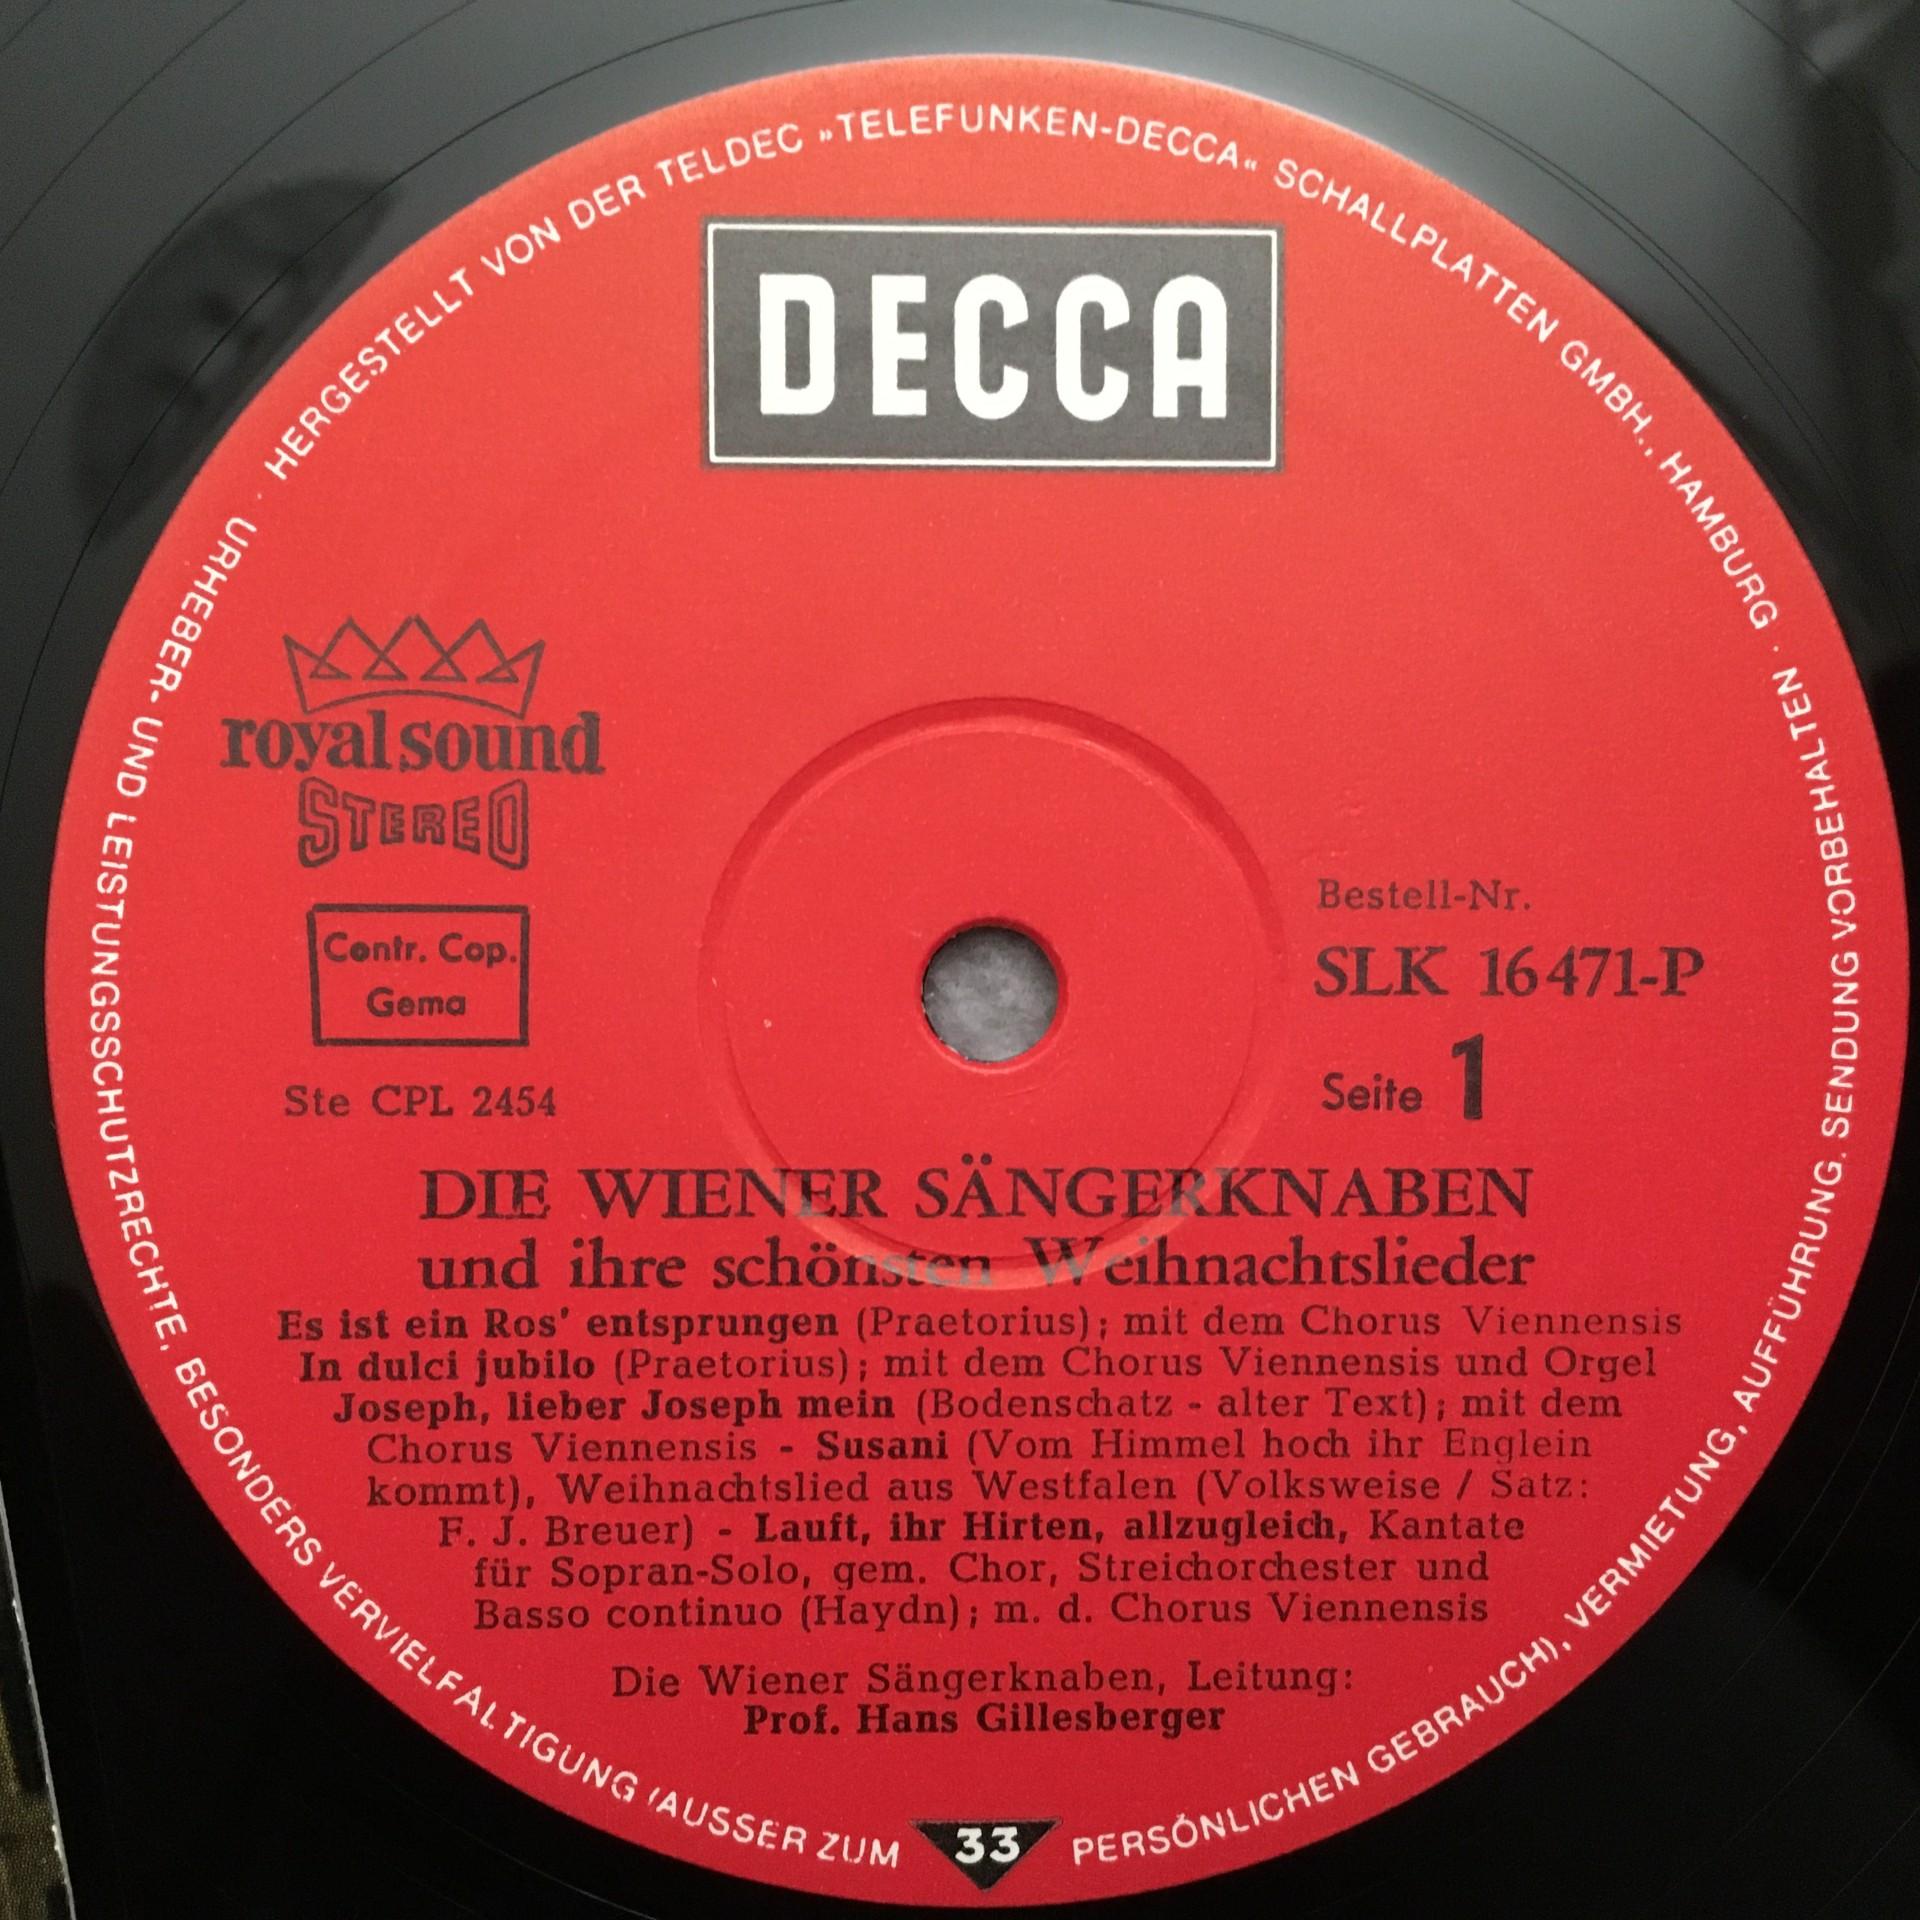 HERGESTELLT VON DER TELDEC »TELEFUNKEN-DECCA« SCHALLPLATTEN GMBH., HAMBURG ·
DECCA
royal sound
STEREO
Contr. Cop.
Gema
Ste CPL 2454
Bestell-Nr.
SLK 16471-P
Seite 1
DIE WIENER SÄNGERKNABEN
und ihre schönsten Weihnachtslieder
Es ist ein Ros' entsprungen (Praetorius); mit dem Chorus Viennensis
In dulci jubilo (Praetorius); mit dem Chorus Viennensis und Orgel
Joseph, lieber Joseph mein (Bodenschatz - alter Text); mit dem
Chorus Viennensis - Susani (Vom Himmel hoch ihr Englein
kommt), Weihnachtslied aus Westfalen (Volksweise / Satz:
F. J. Breuer) - Lauft, ihr Hirten, allzugleich, Kantate
für Sopran-Solo, gem. Chor, Streichorchester und
Basso continuo (Haydn); m. d. Chorus Viennensis
Die Wiener Sängerknaben, Leitung:
Prof. Hans Gillesberger
URHEBER- UND LEISTUNGSSCHUTZRECHTE, BESONDERS VERVIELFALTIGUNG (AUSSER ZUM PERSÖNLICHEN GEBRAUCH), VERMIETUNG, AUFFÜHRUNG, SENDUNG VORBEHALTEN ·
33